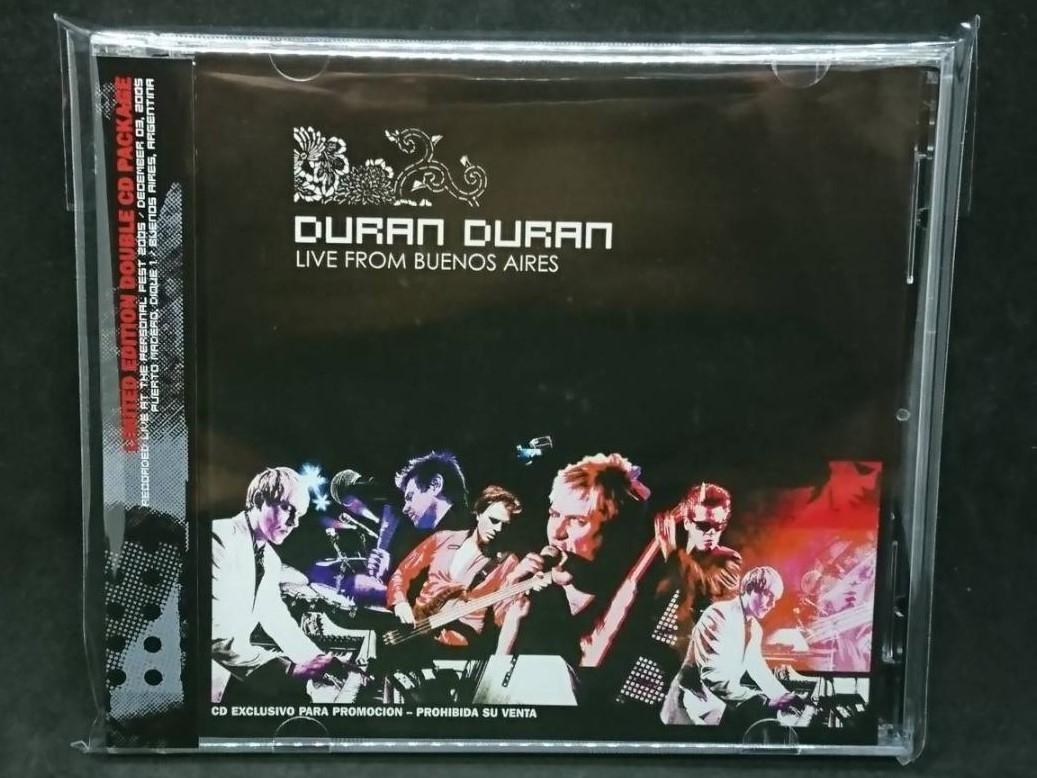 LIMITED EDITION DOUBLE CD PACKAGE
RECORDED LIVE AT THE PERSONAL FEST 2005 / DECEMBER 03, 2005
PUERTO MADERO, DIQUE 1 / BUENOS AIRES, ARGENTINA
DURAN DURAN
LIVE FROM BUENOS AIRES
CD EXCLUSIVO PARA PROMOCION – PROHIBIDA SU VENTA